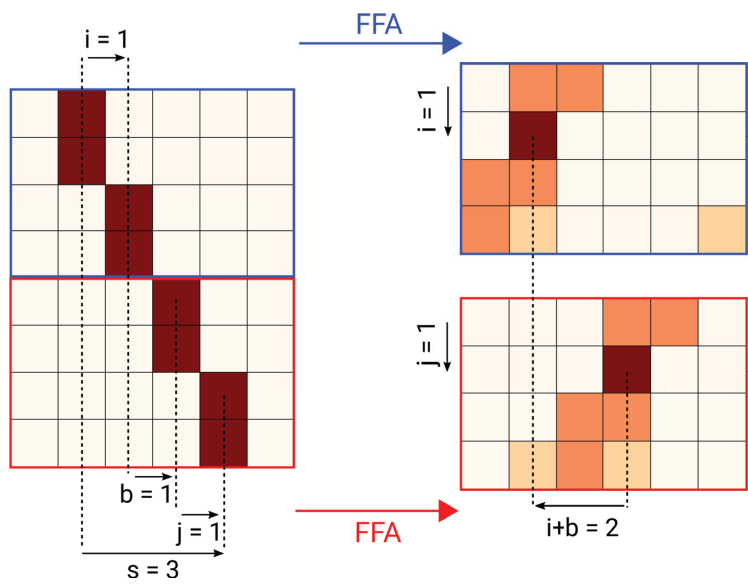 i = 1
FFA
i = 1
j = 1
b = 1
j = 1
s = 3
FFA
i+b = 2